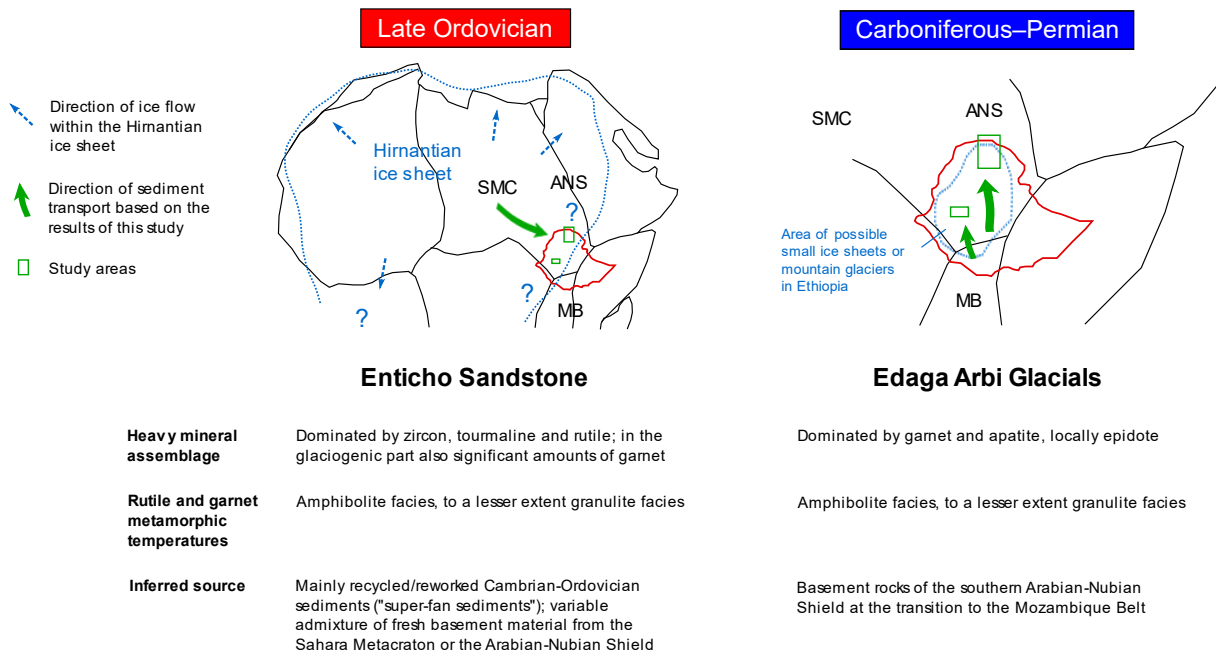 Late Ordovician
Carboniferous–Permian
Direction of ice flow
within the Hirnantian
ice sheet
Direction of sediment
transport based on the
results of this study
Study areas
Hirnantian
ice sheet
SMC
ANS
?
?
?
MB
SMC
ANS
Area of possible
small ice sheets or
mountain glaciers
in Ethiopia
MB
Enticho Sandstone
Edaga Arbi Glacials
Heavy mineral
assemblage
Dominated by zircon, tourmaline and rutile; in the
glaciogenic part also significant amounts of garnet
Dominated by garnet and apatite, locally epidote
Rutile and garnet
metamorphic
temperatures
Amphibolite facies, to a lesser extent granulite facies
Amphibolite facies, to a lesser extent granulite facies
Inferred source
Mainly recycled/reworked Cambrian-Ordovician
sediments ("super-fan sediments"); variable
admixture of fresh basement material from the
Sahara Metacraton or the Arabian-Nubian Shield
Basement rocks of the southern Arabian-Nubian
Shield at the transition to the Mozambique Belt